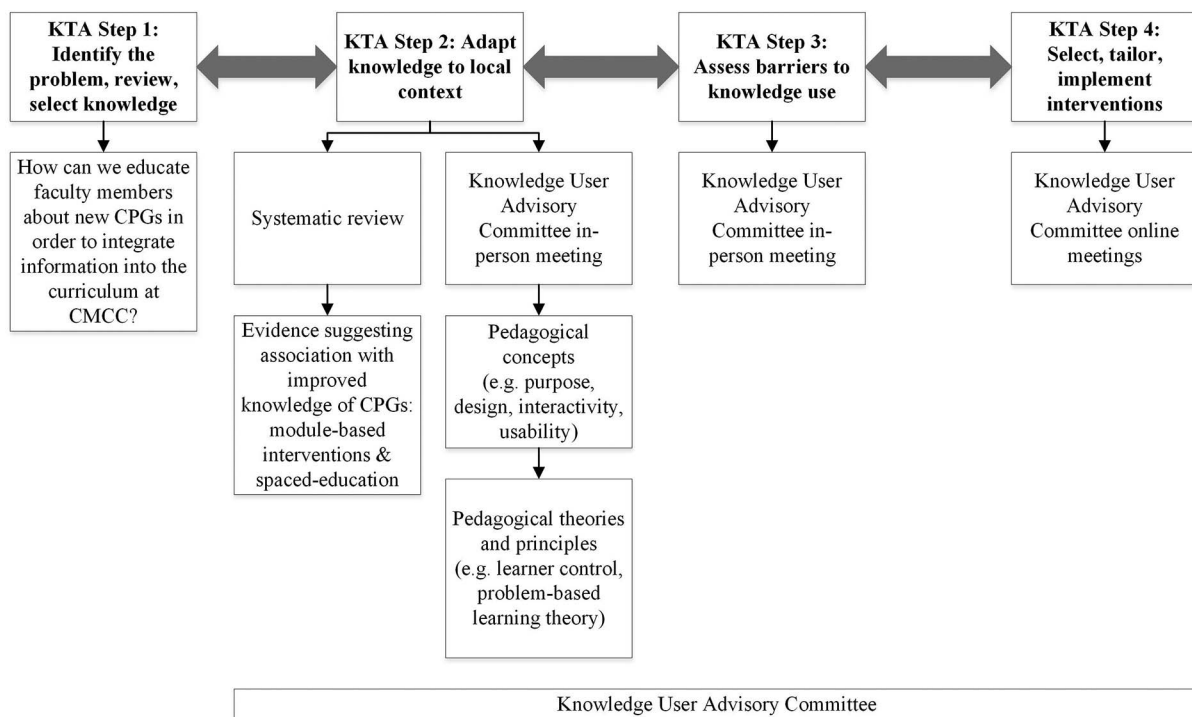 KTA Step 1:
Identify the
problem, review,
select knowledge
KTA Step 2: Adapt
knowledge to local
context
KTA Step 3:
Assess barriers to
knowledge use
KTA Step 4:
Select, tailor,
implement
interventions
How can we educate
faculty members
about new CPGs in
order to integrate
information into the
curriculum at
CMCC?
Systematic review
Knowledge User
Advisory
Committee in-
person meeting
Knowledge User
Advisory
Committee in-
person meeting
Knowledge User
Advisory
Committee online
meetings
Evidence suggesting
association with
improved
knowledge of CPGs:
module-based
interventions &
spaced-education
Pedagogical
concepts
(e.g. purpose,
design, interactivity,
usability)
Pedagogical theories
and principles
(e.g. learner control,
problem-based
learning theory)
Knowledge User Advisory Committee